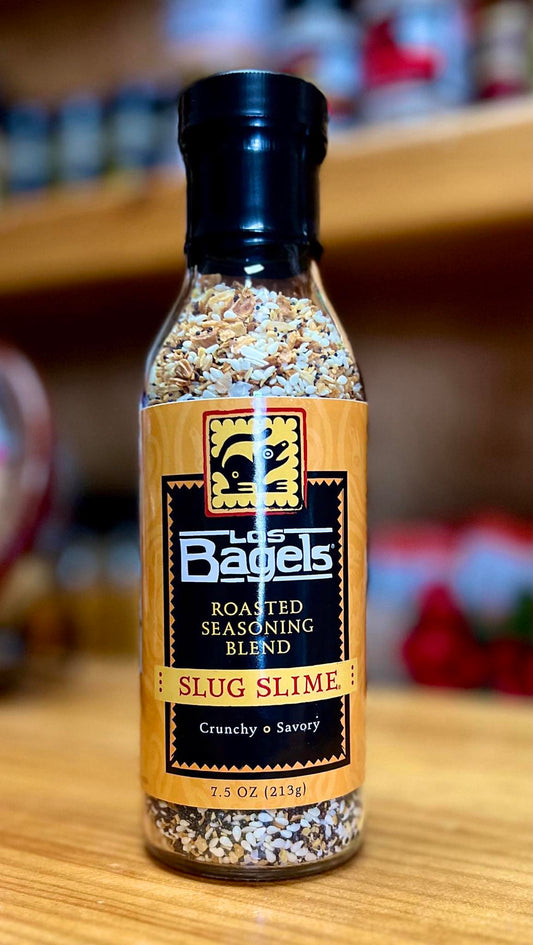 Los
Bagels®
ROASTED
SEASONING
BLEND
SLUG SLIME®
Crunchy Savory
7.5 OZ (213g)